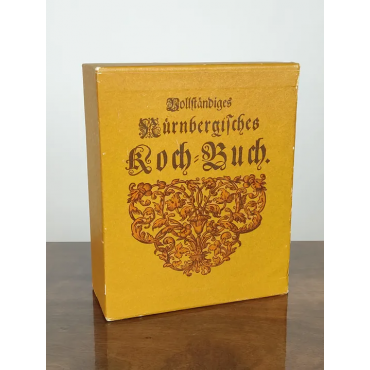 Vollständiges
Nürnbergisches
Koch-Buch.